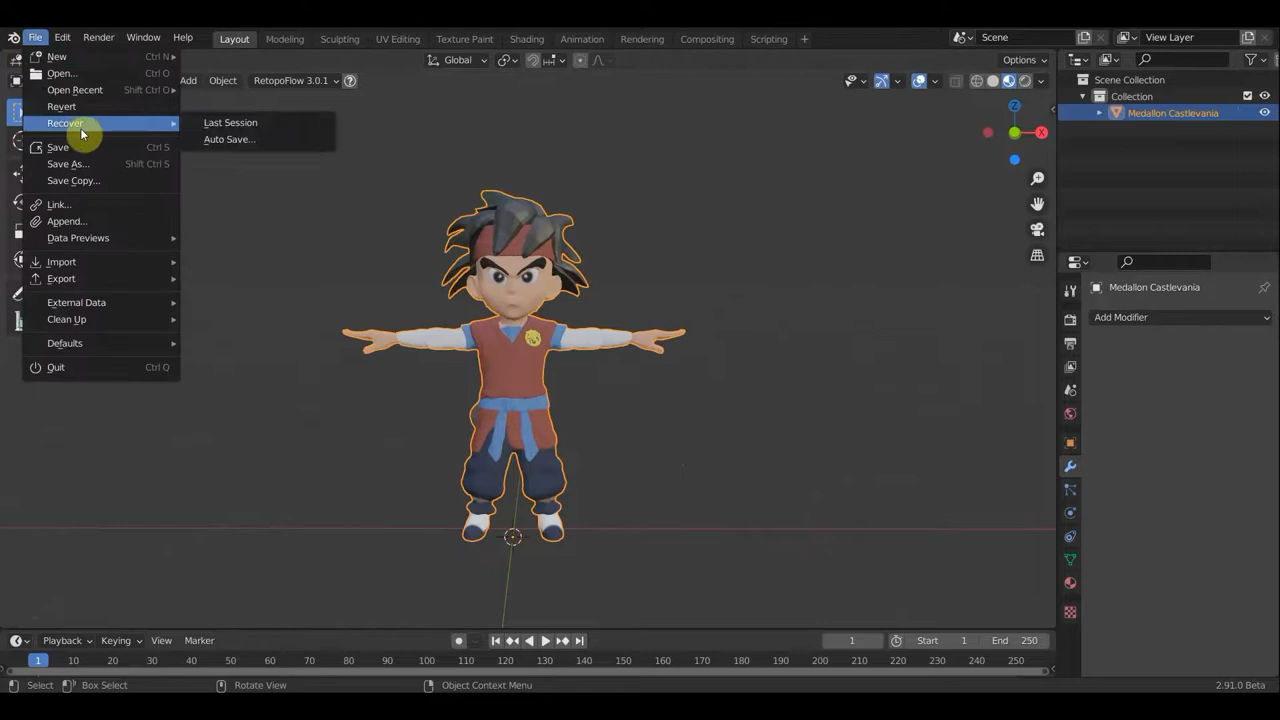 File Edit Render Window Help Layout Modeling Sculpting UV Editing Texture Paint Shading Animation Rendering Compositing Scripting + Scene View Layer
Global Options
Add Object RetopoFlow 3.0.1
New Ctrl N
Open... Ctrl O
Open Recent Shift Ctrl O
Revert
Recover
Last Session
Auto Save...
Save Ctrl S
Save As... Shift Ctrl S
Save Copy...
Link...
Append...
Data Previews
Import
Export
External Data
Clean Up
Defaults
Quit Ctrl Q
Z
X
Scene Collection
Collection
Medallon Castlevania
Medallon Castlevania
Add Modifier
Playback Keying View Marker 1 Start 1 End 250
1 10 20 30 40 50 60 70 80 90 100 110 120 130 140 150 160 170 180 190 200 210 220 230 240 250
Select Box Select Rotate View Object Context Menu 2.91.0 Beta